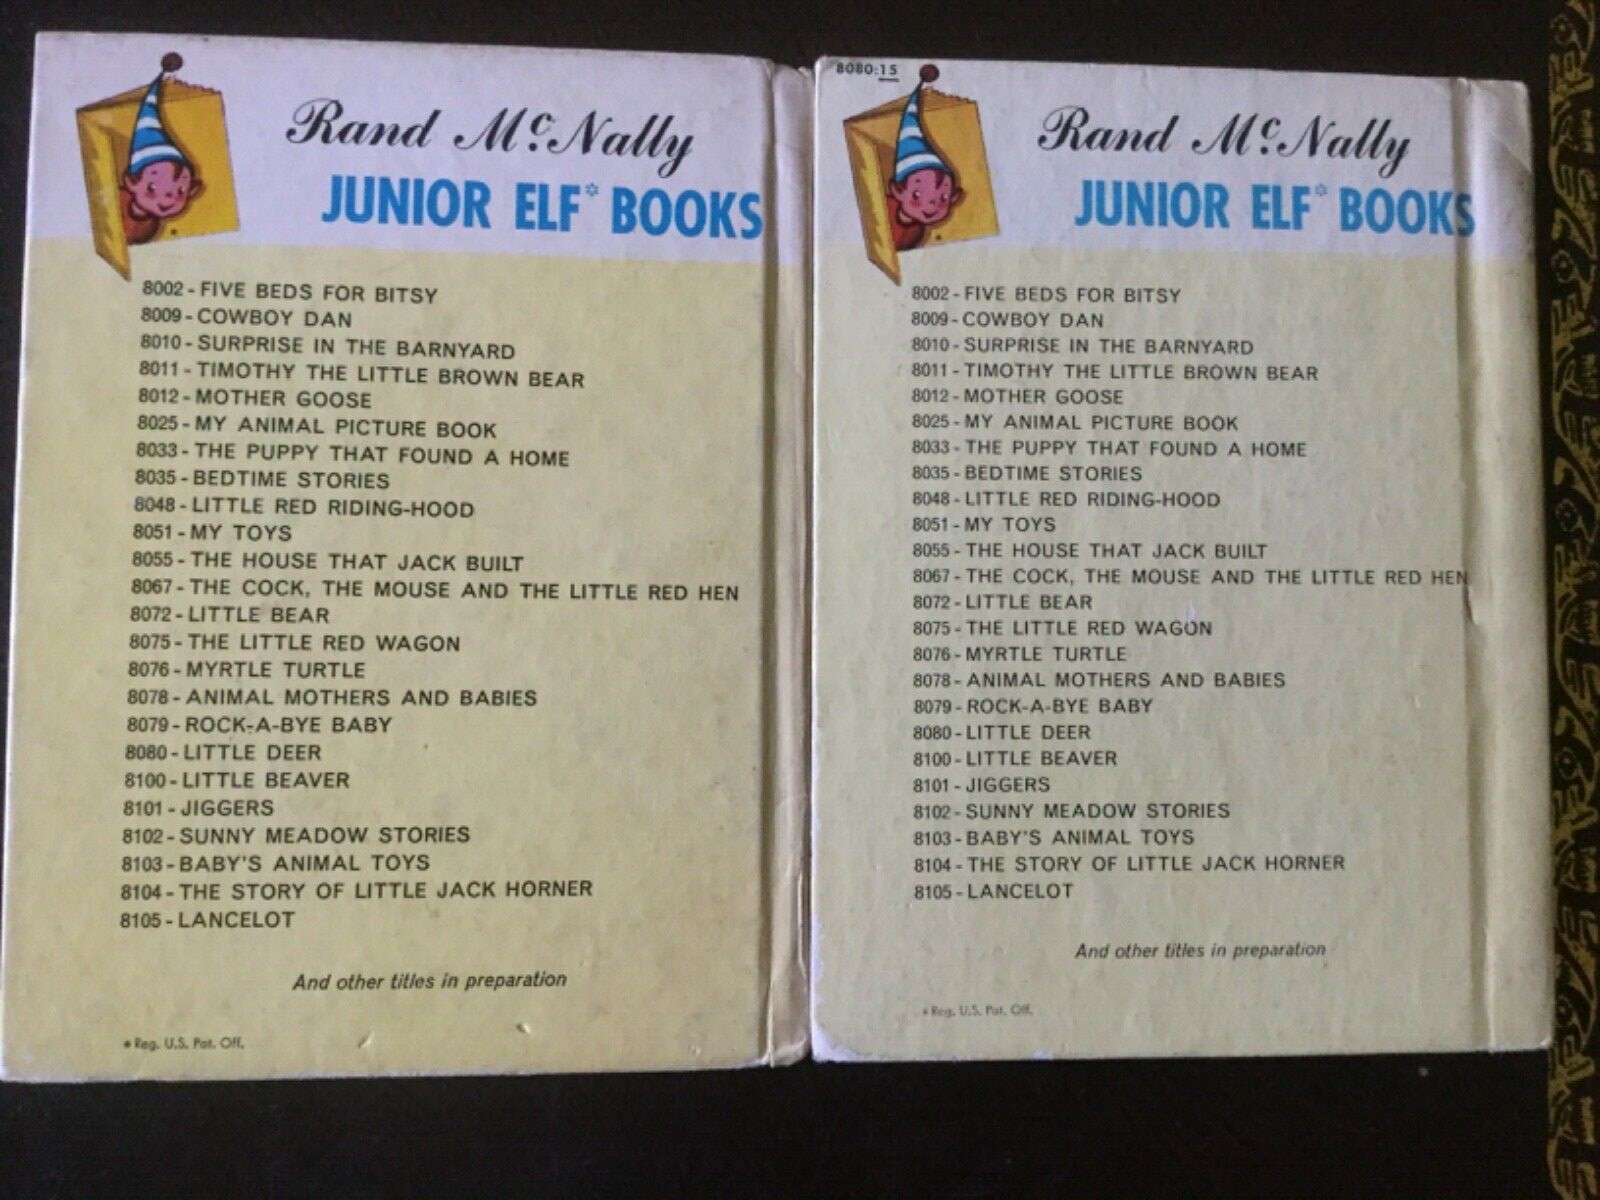 Rand McNally
JUNIOR ELF* BOOKS
8002 - FIVE BEDS FOR BITSY
8009 - COWBOY DAN
8010 - SURPRISE IN THE BARNYARD
8011 - TIMOTHY THE LITTLE BROWN BEAR
8012 - MOTHER GOOSE
8025 - MY ANIMAL PICTURE BOOK
8033 - THE PUPPY THAT FOUND A HOME
8035 - BEDTIME STORIES
8048 - LITTLE RED RIDING-HOOD
8051 - MY TOYS
8055 - THE HOUSE THAT JACK BUILT
8067 - THE COCK, THE MOUSE AND THE LITTLE RED HEN
8072 - LITTLE BEAR
8075 - THE LITTLE RED WAGON
8076 - MYRTLE TURTLE
8078 - ANIMAL MOTHERS AND BABIES
8079 - ROCK-A-BYE BABY
8080 - LITTLE DEER
8100 - LITTLE BEAVER
8101 - JIGGERS
8102 - SUNNY MEADOW STORIES
8103 - BABY'S ANIMAL TOYS
8104 - THE STORY OF LITTLE JACK HORNER
8105 - LANCELOT
And other titles in preparation
* Reg. U.S. Pat. Off.
8080:15
Rand McNally
JUNIOR ELF* BOOKS
8002 - FIVE BEDS FOR BITSY
8009 - COWBOY DAN
8010 - SURPRISE IN THE BARNYARD
8011 - TIMOTHY THE LITTLE BROWN BEAR
8012 - MOTHER GOOSE
8025 - MY ANIMAL PICTURE BOOK
8033 - THE PUPPY THAT FOUND A HOME
8035 - BEDTIME STORIES
8048 - LITTLE RED RIDING-HOOD
8051 - MY TOYS
8055 - THE HOUSE THAT JACK BUILT
8067 - THE COCK, THE MOUSE AND THE LITTLE RED HEN
8072 - LITTLE BEAR
8075 - THE LITTLE RED WAGON
8076 - MYRTLE TURTLE
8078 - ANIMAL MOTHERS AND BABIES
8079 - ROCK-A-BYE BABY
8080 - LITTLE DEER
8100 - LITTLE BEAVER
8101 - JIGGERS
8102 - SUNNY MEADOW STORIES
8103 - BABY'S ANIMAL TOYS
8104 - THE STORY OF LITTLE JACK HORNER
8105 - LANCELOT
And other titles in preparation
* Reg. U.S. Pat. Off.